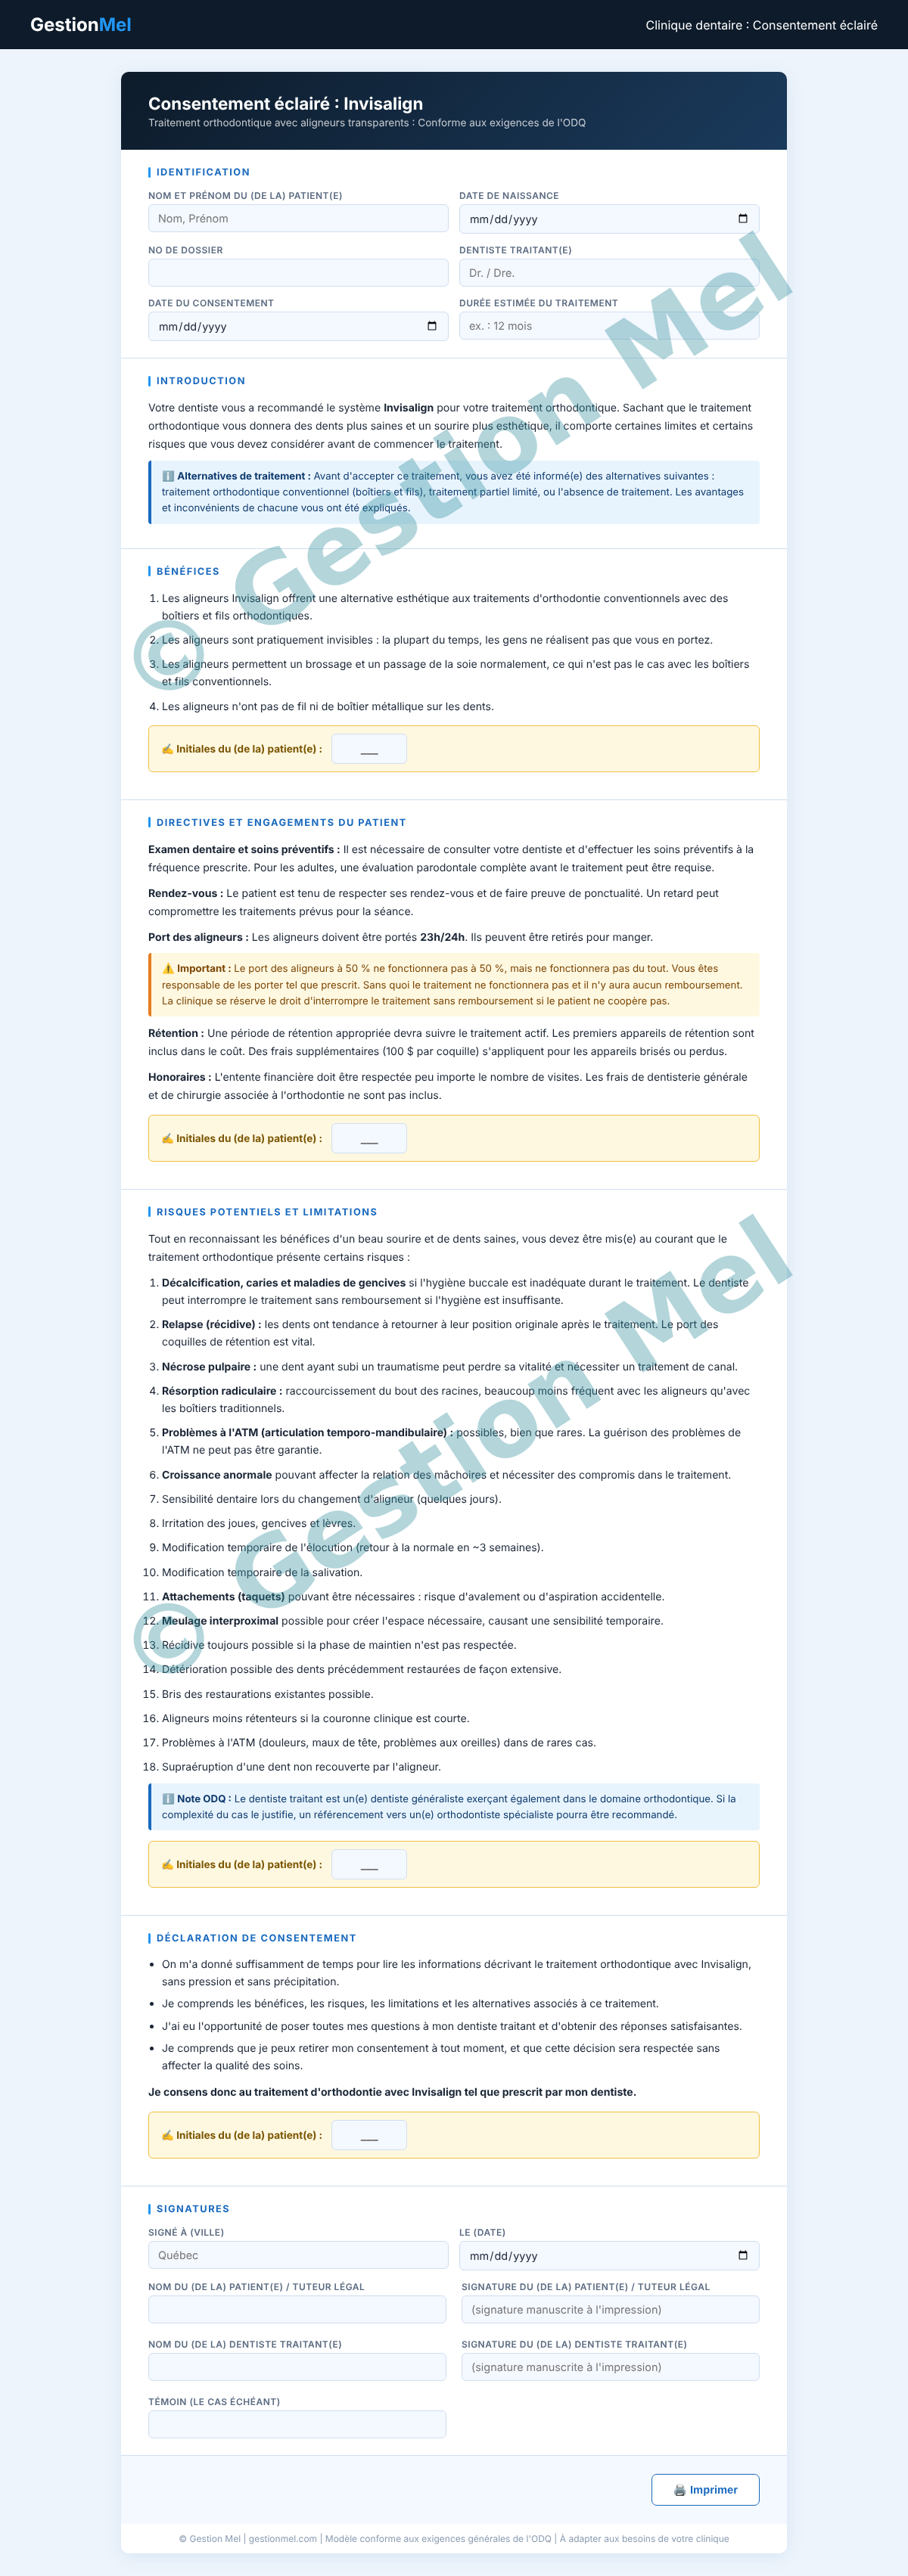 GestionMel
Clinique dentaire : Consentement éclairé
Consentement éclairé : Invisalign
Traitement orthodontique avec aligneurs transparents : Conforme aux exigences de l'ODQ
IDENTIFICATION
NOM ET PRÉNOM DU (DE LA) PATIENT(E)
DATE DE NAISSANCE
Nom, Prénom
mm/dd/yyyy
NO DE DOSSIER
DENTISTE TRAITANT(E)
Dr. / Dre.
DATE DU CONSENTEMENT
DURÉE ESTIMÉE DU TRAITEMENT
mm/dd/yyyy
ex. : 12 mois
© Gestion Mel
INTRODUCTION
Votre dentiste vous a recommandé le système Invisalign pour votre traitement orthodontique. Sachant que le traitement
orthodontique vous donnera des dents plus saines et un sourire plus esthétique, il comporte certaines limites et certains
risques que vous devez considérer avant de commencer le traitement.
ℹ️ Alternatives de traitement : Avant d'accepter ce traitement, vous avez été informé(e) des alternatives suivantes :
traitement orthodontique conventionnel (boîtiers et fils), traitement partiel limité, ou l'absence de traitement. Les avantages
et inconvénients de chacune vous ont été expliqués.
BÉNÉFICES
1. Les aligneurs Invisalign offrent une alternative esthétique aux traitements d'orthodontie conventionnels avec des
boîtiers et fils orthodontiques.
2. Les aligneurs sont pratiquement invisibles : la plupart du temps, les gens ne réalisent pas que vous en portez.
3. Les aligneurs permettent un brossage et un passage de la soie normalement, ce qui n'est pas le cas avec les boîtiers
et fils conventionnels.
4. Les aligneurs n'ont pas de fil ni de boîtier métallique sur les dents.
✍️ Initiales du (de la) patient(e) : ___
DIRECTIVES ET ENGAGEMENTS DU PATIENT
Examen dentaire et soins préventifs : Il est nécessaire de consulter votre dentiste et d'effectuer les soins préventifs à la
fréquence prescrite. Pour les adultes, une évaluation parodontale complète avant le traitement peut être requise.
Rendez-vous : Le patient est tenu de respecter ses rendez-vous et de faire preuve de ponctualité. Un retard peut
compromettre les traitements prévus pour la séance.
Port des aligneurs : Les aligneurs doivent être portés 23h/24h. Ils peuvent être retirés pour manger.
⚠️ Important : Le port des aligneurs à 50 % ne fonctionnera pas à 50 %, mais ne fonctionnera pas du tout. Vous êtes
responsable de les porter tel que prescrit. Sans quoi le traitement ne fonctionnera pas et il n'y aura aucun remboursement.
La clinique se réserve le droit d'interrompre le traitement sans remboursement si le patient ne coopère pas.
Rétention : Une période de rétention appropriée devra suivre le traitement actif. Les premiers appareils de rétention sont
inclus dans le coût. Des frais supplémentaires (100 $ par coquille) s'appliquent pour les appareils brisés ou perdus.
Honoraires : L'entente financière doit être respectée peu importe le nombre de visites. Les frais de dentisterie générale
et de chirurgie associée à l'orthodontie ne sont pas inclus.
✍️ Initiales du (de la) patient(e) : ___
RISQUES POTENTIELS ET LIMITATIONS
Tout en reconnaissant les bénéfices d'un beau sourire et de dents saines, vous devez être mis(e) au courant que le
traitement orthodontique présente certains risques :
1. Décalcification, caries et maladies de gencives si l'hygiène buccale est inadéquate durant le traitement. Le dentiste
peut interrompre le traitement sans remboursement si l'hygiène est insuffisante.
2. Relapse (récidive) : les dents ont tendance à retourner à leur position originale après le traitement. Le port des
coquilles de rétention est vital.
3. Nécrose pulpaire : une dent ayant subi un traumatisme peut perdre sa vitalité et nécessiter un traitement de canal.
4. Résorption radiculaire : raccourcissement du bout des racines, beaucoup moins fréquent avec les aligneurs qu'avec
les boîtiers traditionnels.
5. Problèmes à l'ATM (articulation temporo-mandibulaire) : possibles, bien que rares. La guérison des problèmes de
l'ATM ne peut pas être garantie.
6. Croissance anormale pouvant affecter la relation des mâchoires et nécessiter des compromis dans le traitement.
7. Sensibilité dentaire lors du changement d'aligneur (quelques jours).
8. Irritation des joues, gencives et lèvres.
9. Modification temporaire de l'élocution (retour à la normale en ~3 semaines).
10. Modification temporaire de la salivation.
11. Attachements (taquets) pouvant être nécessaires : risque d'avalement ou d'aspiration accidentelle.
12. Meulage interproximal possible pour créer l'espace nécessaire, causant une sensibilité temporaire.
13. Récidive toujours possible si la phase de maintien n'est pas respectée.
14. Détérioration possible des dents précédemment restaurées de façon extensive.
15. Bris des restaurations existantes possible.
16. Aligneurs moins rétenteurs si la couronne clinique est courte.
17. Problèmes à l'ATM (douleurs, maux de tête, problèmes aux oreilles) dans de rares cas.
18. Supraéruption d'une dent non recouverte par l'aligneur.
© Gestion Mel
ℹ️ Note ODQ : Le dentiste traitant est un(e) dentiste généraliste exerçant également dans le domaine orthodontique. Si la
complexité du cas le justifie, un référencement vers un(e) orthodontiste spécialiste pourra être recommandé.
✍️ Initiales du (de la) patient(e) : ___
DÉCLARATION DE CONSENTEMENT
• On m'a donné suffisamment de temps pour lire les informations décrivant le traitement orthodontique avec Invisalign,
sans pression et sans précipitation.
• Je comprends les bénéfices, les risques, les limitations et les alternatives associés à ce traitement.
• J'ai eu l'opportunité de poser toutes mes questions à mon dentiste traitant et d'obtenir des réponses satisfaisantes.
• Je comprends que je peux retirer mon consentement à tout moment, et que cette décision sera respectée sans
affecter la qualité des soins.
Je consens donc au traitement d'orthodontie avec Invisalign tel que prescrit par mon dentiste.
✍️ Initiales du (de la) patient(e) : ___
SIGNATURES
SIGNÉ À (VILLE)
LE (DATE)
Québec
mm/dd/yyyy
NOM DU (DE LA) PATIENT(E) / TUTEUR LÉGAL
SIGNATURE DU (DE LA) PATIENT(E) / TUTEUR LÉGAL
(signature manuscrite à l'impression)
NOM DU (DE LA) DENTISTE TRAITANT(E)
SIGNATURE DU (DE LA) DENTISTE TRAITANT(E)
(signature manuscrite à l'impression)
TÉMOIN (LE CAS ÉCHÉANT)
🖨️ Imprimer
© Gestion Mel | gestionmel.com | Modèle conforme aux exigences générales de l'ODQ | À adapter aux besoins de votre clinique